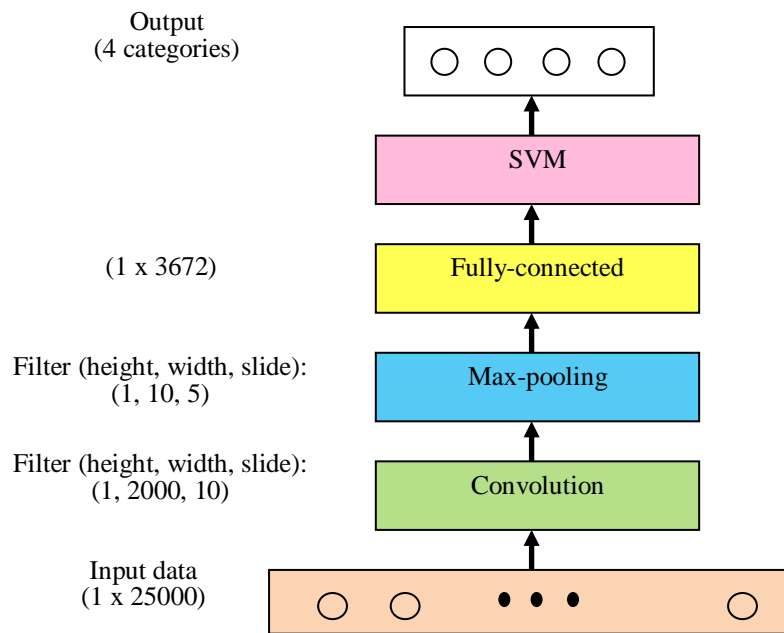 Output
(4 categories)
SVM
(1 x 3672)
Fully-connected
Filter (height, width, slide):
(1, 10, 5)
Max-pooling
Filter (height, width, slide):
(1, 2000, 10)
Convolution
Input data
(1 x 25000)